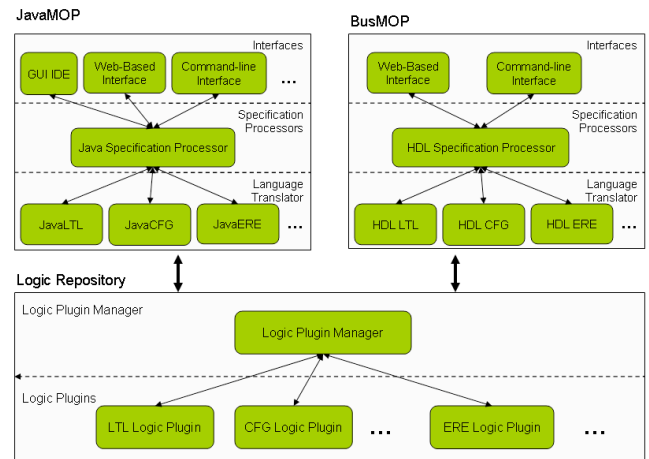 JavaMOP
BusMOP
Interfaces
GUI IDE
Web-Based
Interface
Command-line
Interface
...
Specification
Processors
Java Specification Processor
Language
Translator
JavaLTL
JavaCFG
JavaERE
...
Interfaces
Web-Based
Interface
Command-line
Interface
Specification
Processors
HDL Specification Processor
Language
Translator
HDL LTL
HDL CFG
HDL ERE
...
Logic Repository
Logic Plugin Manager
Logic Plugin Manager
Logic Plugins
LTL Logic Plugin
CFG Logic Plugin
...
ERE Logic Plugin
...